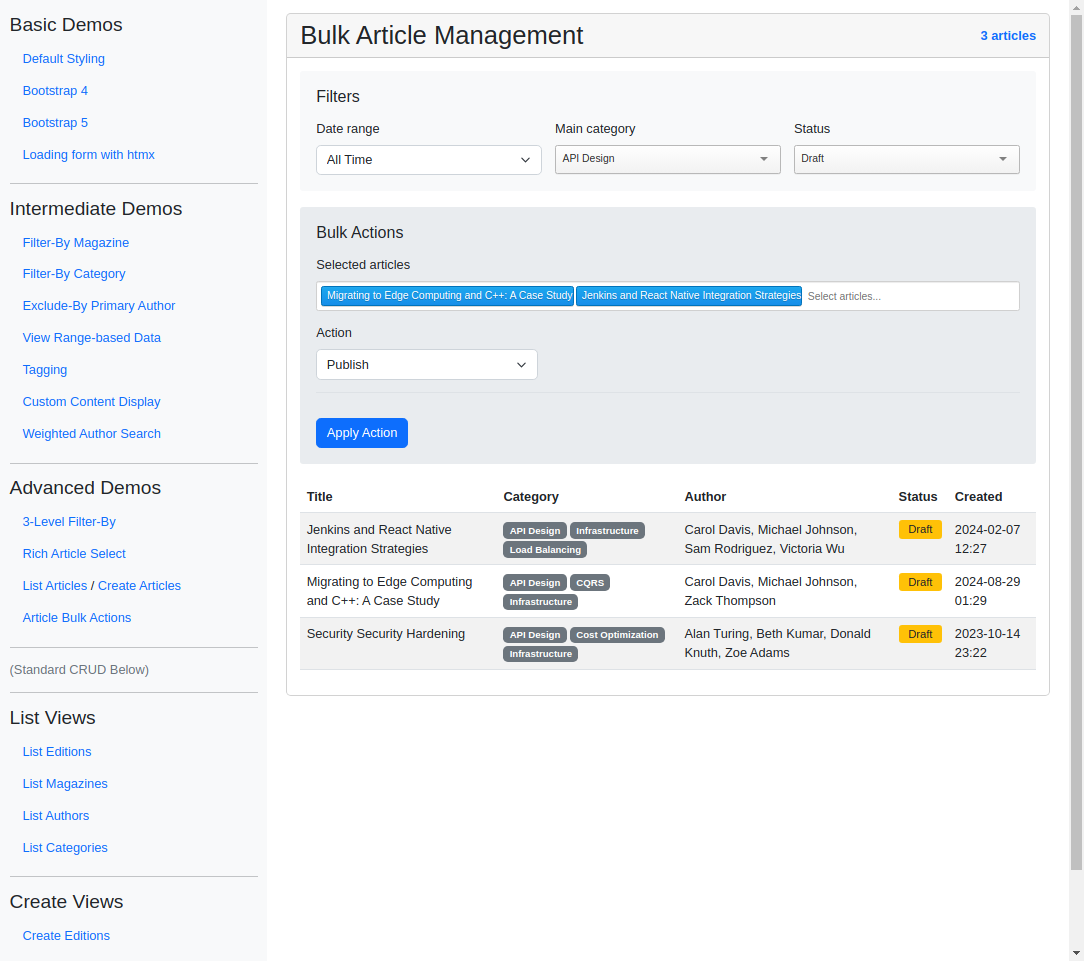 Basic Demos
Default Styling
Bootstrap 4
Bootstrap 5
Loading form with htmx
Intermediate Demos
Filter-By Magazine
Filter-By Category
Exclude-By Primary Author
View Range-based Data
Tagging
Custom Content Display
Weighted Author Search
Advanced Demos
3-Level Filter-By
Rich Article Select
List Articles / Create Articles
Article Bulk Actions
(Standard CRUD Below)
List Views
List Editions
List Magazines
List Authors
List Categories
Create Views
Create Editions
Bulk Article Management
3 articles
Filters
Date range
Main category
Status
All Time
API Design
Draft
Bulk Actions
Selected articles
Migrating to Edge Computing and C++: A Case Study
Jenkins and React Native Integration Strategies
Select articles...
Action
Publish
Apply Action
Title Category Author Status Created
Jenkins and React Native
Integration Strategies
API Design Infrastructure
Load Balancing
Carol Davis, Michael Johnson,
Sam Rodriguez, Victoria Wu
Draft
2024-02-07
12:27
Migrating to Edge Computing
and C++: A Case Study
API Design CQRS
Infrastructure
Carol Davis, Michael Johnson,
Zack Thompson
Draft
2024-08-29
01:29
Security Security Hardening
API Design Cost Optimization
Infrastructure
Alan Turing, Beth Kumar, Donald
Knuth, Zoe Adams
Draft
2023-10-14
23:22